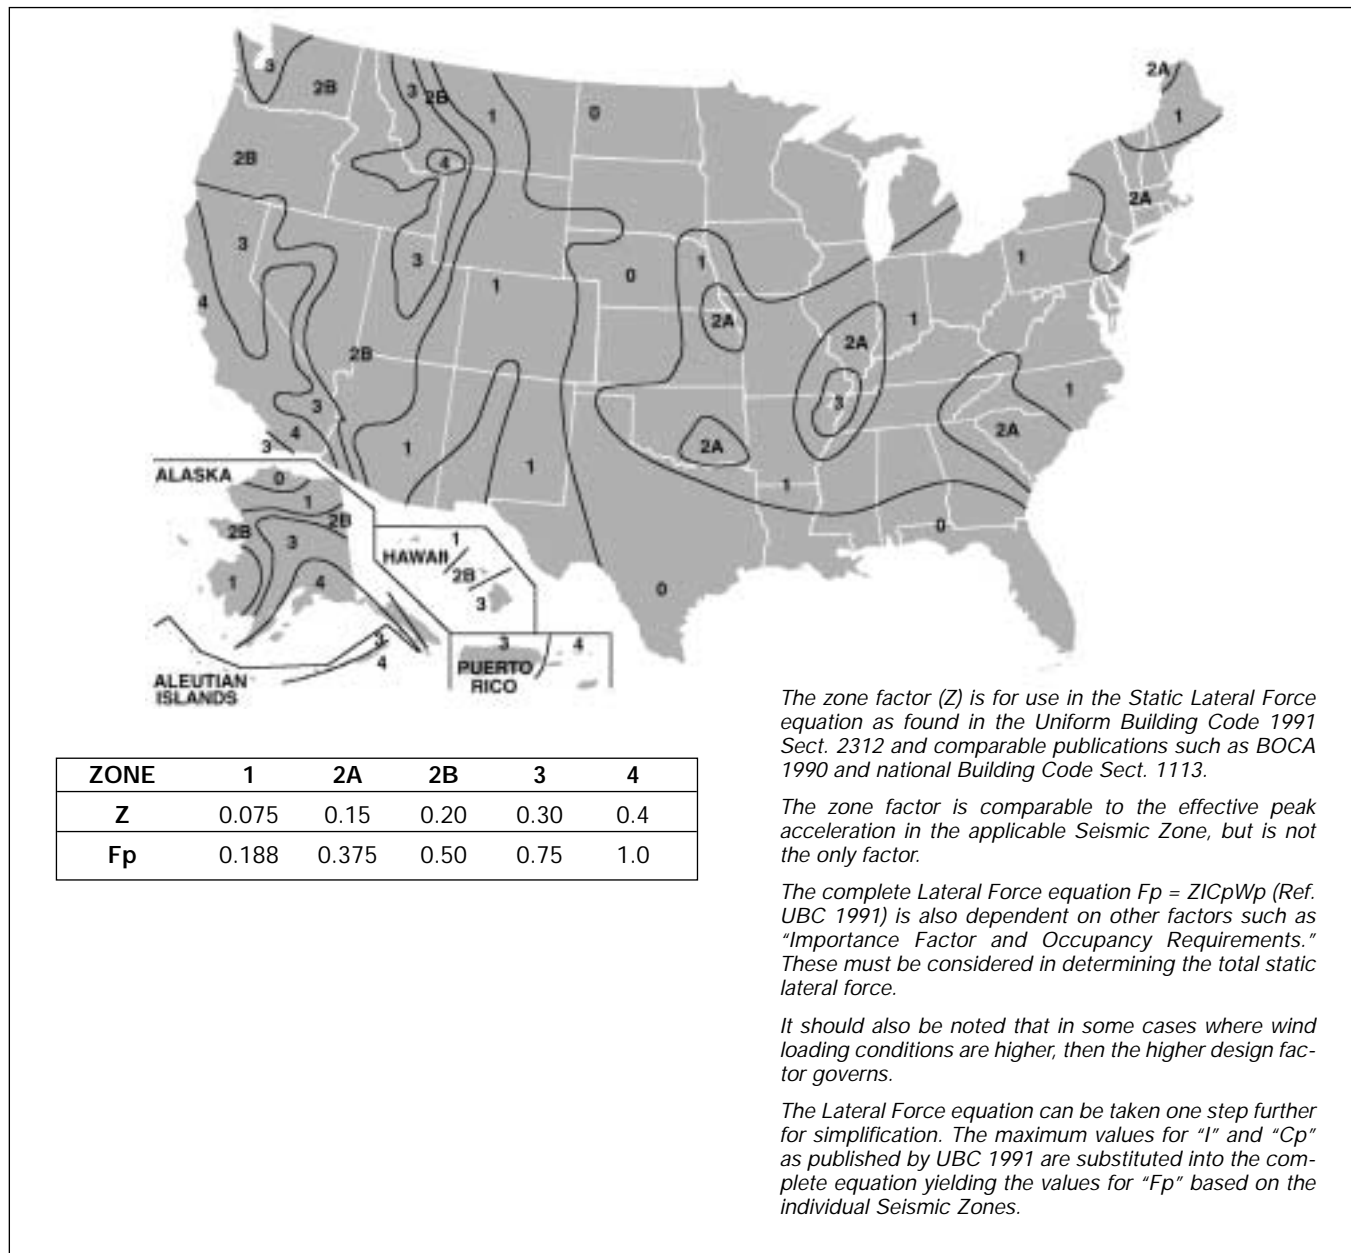 3
2B
3
2B
1
0
2A
1
2B
4
2A
3
3
1
0
1
1
4
2A
2A
1
2B
3
1
3
4
3
2A
2A
1
1
1
0
0
ALASKA
0
1
2B
2B
3
1
4
3
4
ALEUTIAN
ISLANDS
HAWAII
1
2B
3
3
4
PUERTO
RICO
The zone factor (Z) is for use in the Static Lateral Force
equation as found in the Uniform Building Code 1991
Sect. 2312 and comparable publications such as BOCA
1990 and national Building Code Sect. 1113.
The zone factor is comparable to the effective peak
acceleration in the applicable Seismic Zone, but is not
the only factor.
The complete Lateral Force equation Fp = ZICpWp (Ref.
UBC 1991) is also dependent on other factors such as
"Importance Factor and Occupancy Requirements."
These must be considered in determining the total static
lateral force.
It should also be noted that in some cases where wind
loading conditions are higher, then the higher design fac-
tor governs.
The Lateral Force equation can be taken one step further
for simplification. The maximum values for "I" and "Cp"
as published by UBC 1991 are substituted into the com-
plete equation yielding the values for "Fp" based on the
individual Seismic Zones.
ZONE 1 2A 2B 3 4
Z 0.075 0.15 0.20 0.30 0.4
Fp 0.188 0.375 0.50 0.75 1.0